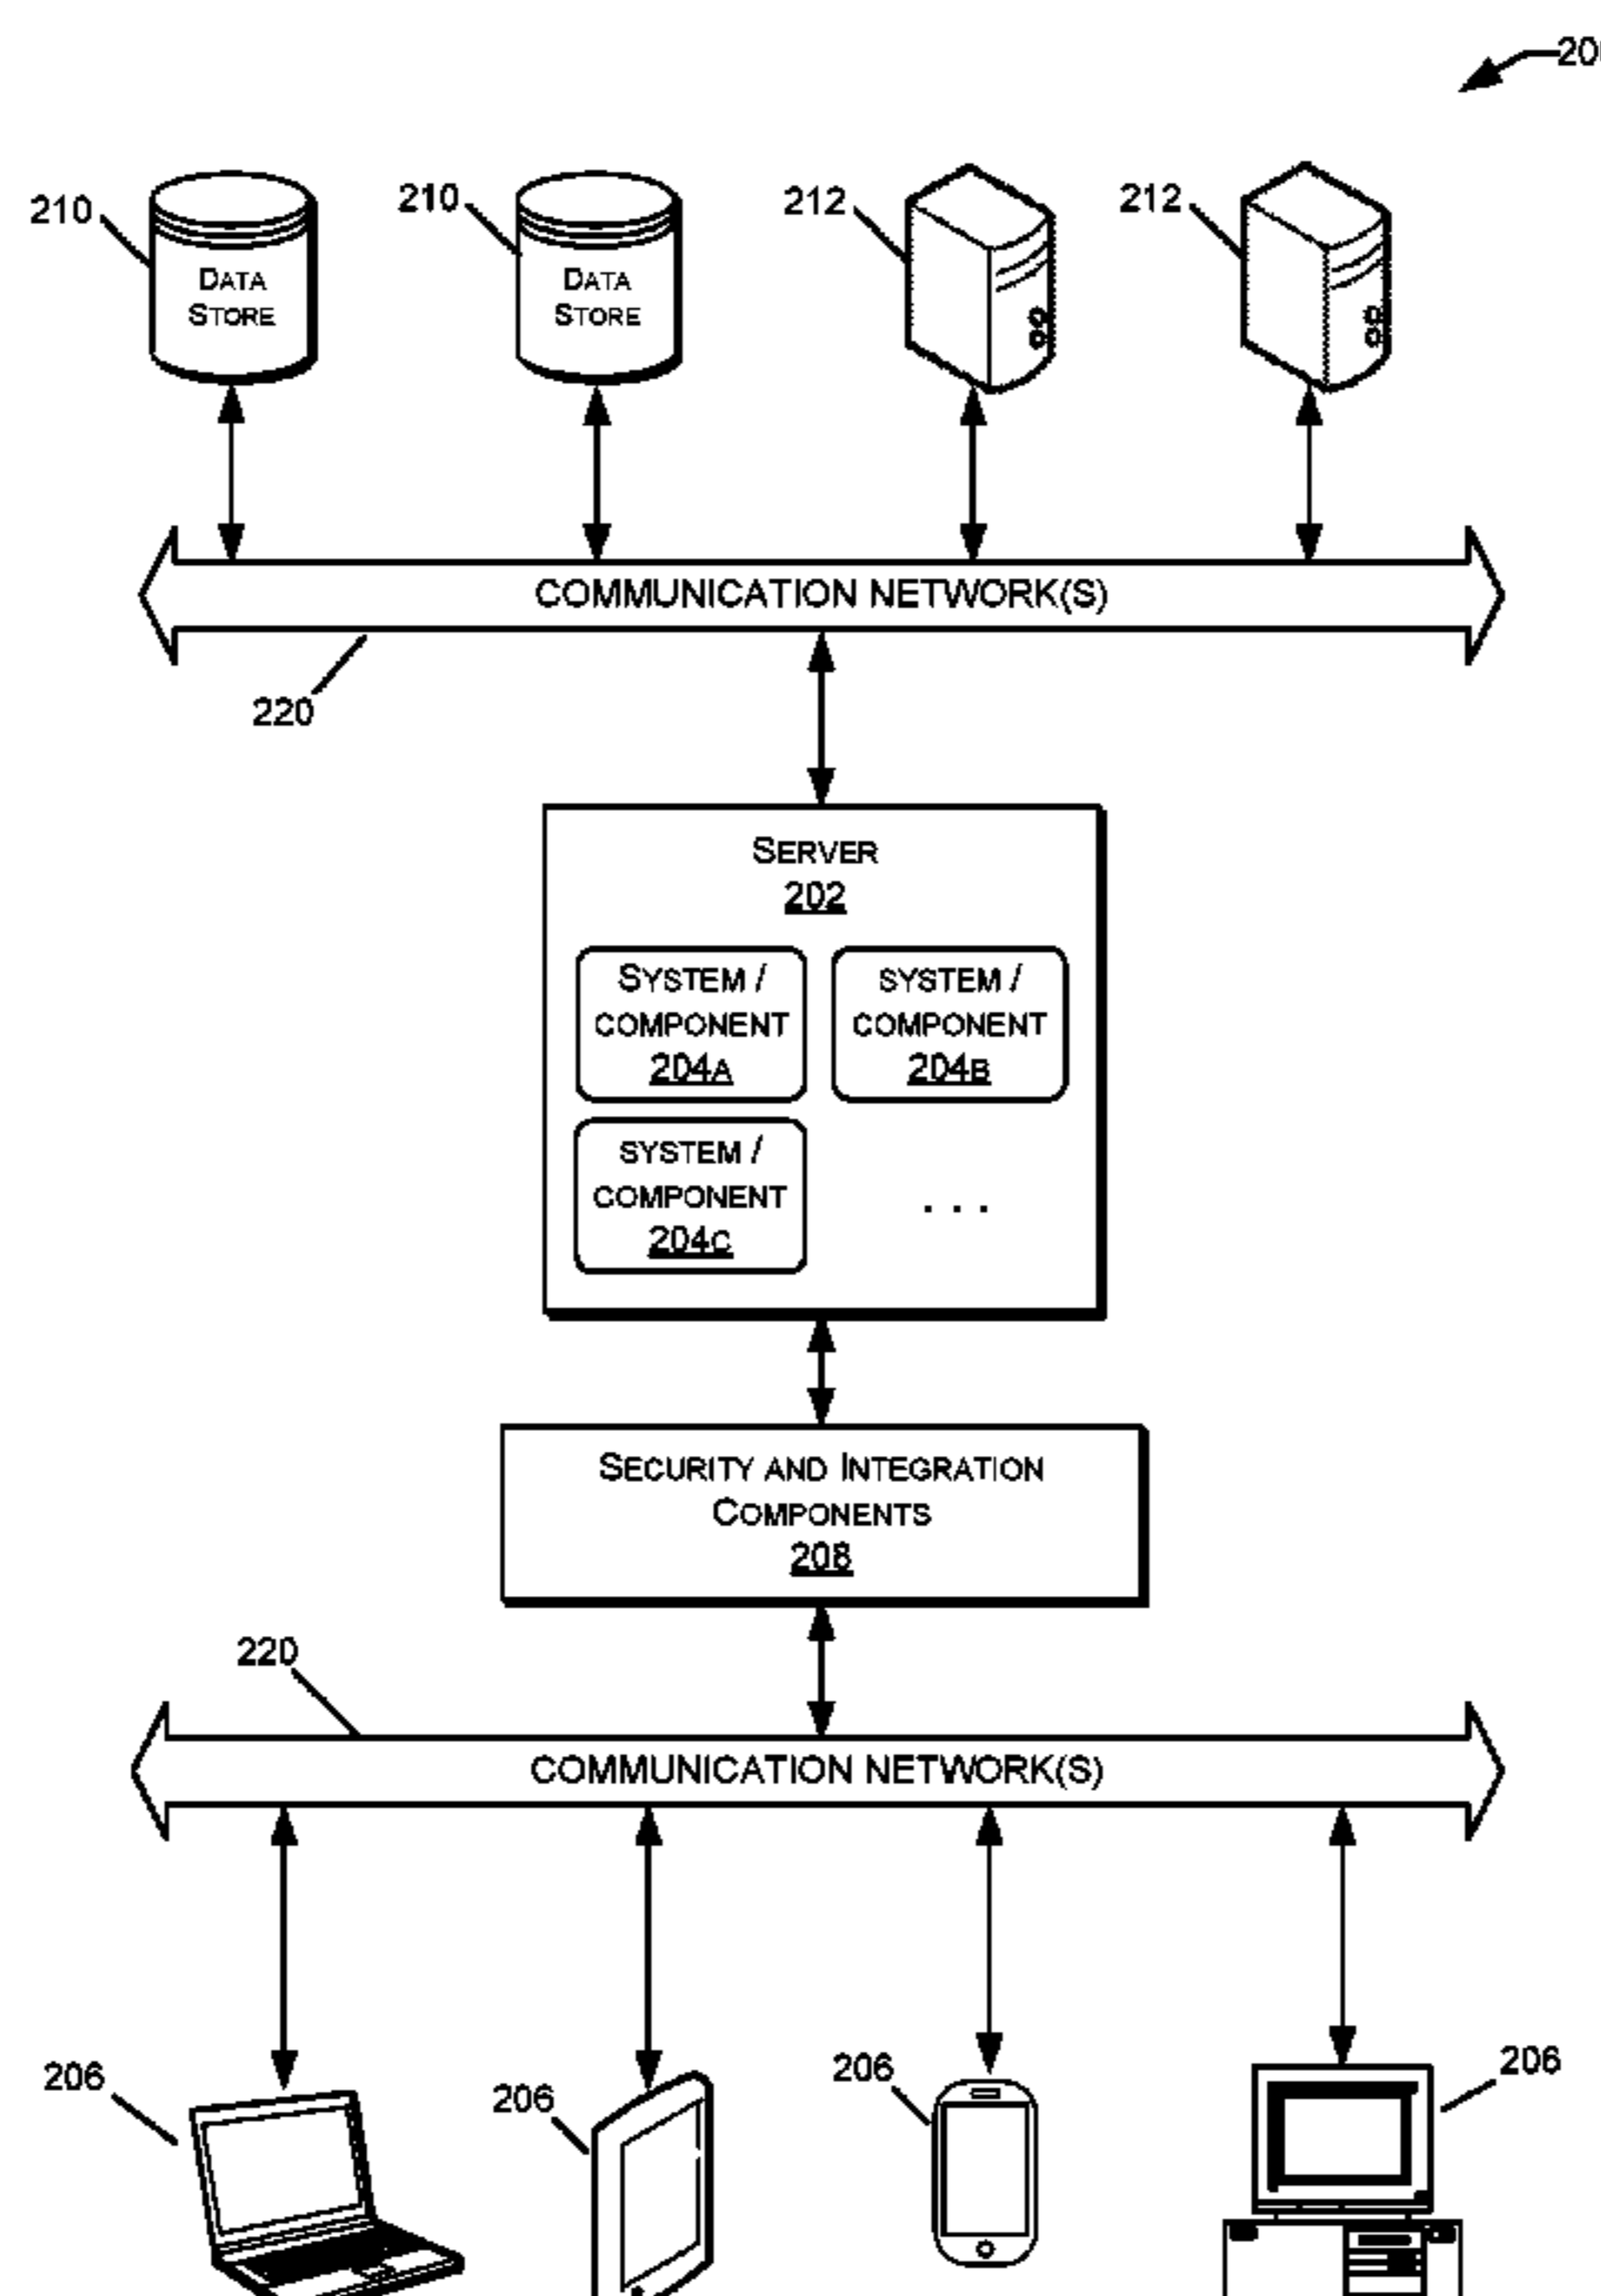 200
210
210
212
212
DATA
STORE
DATA
STORE
COMMUNICATION NETWORK(S)
220
SERVER
202
SYSTEM /
COMPONENT
204A
SYSTEM /
COMPONENT
204B
SYSTEM /
COMPONENT
204C
. . .
SECURITY AND INTEGRATION
COMPONENTS
208
220
COMMUNICATION NETWORK(S)
206
206
206
206